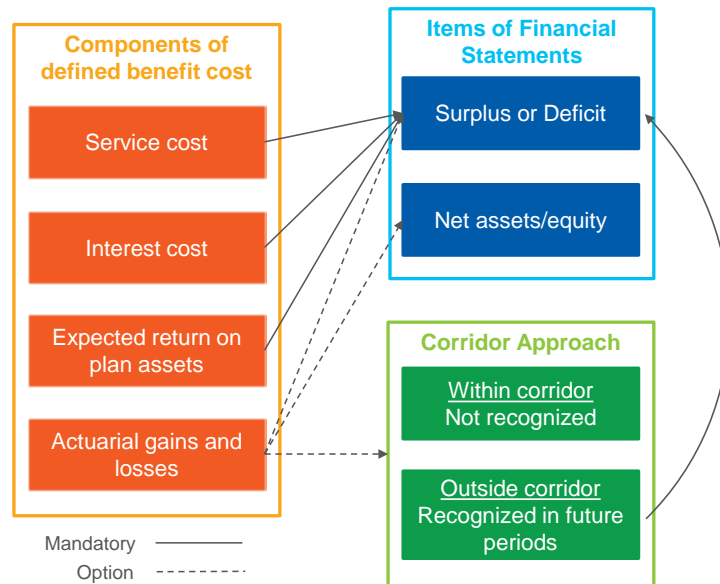 Components of
defined benefit cost
Service cost
Interest cost
Expected return on
plan assets
Actuarial gains and
losses
Mandatory
Option
Items of Financial
Statements
Surplus or Deficit
Net assets/equity
Corridor Approach
Within corridor
Not recognized
Outside corridor
Recognized in future
periods